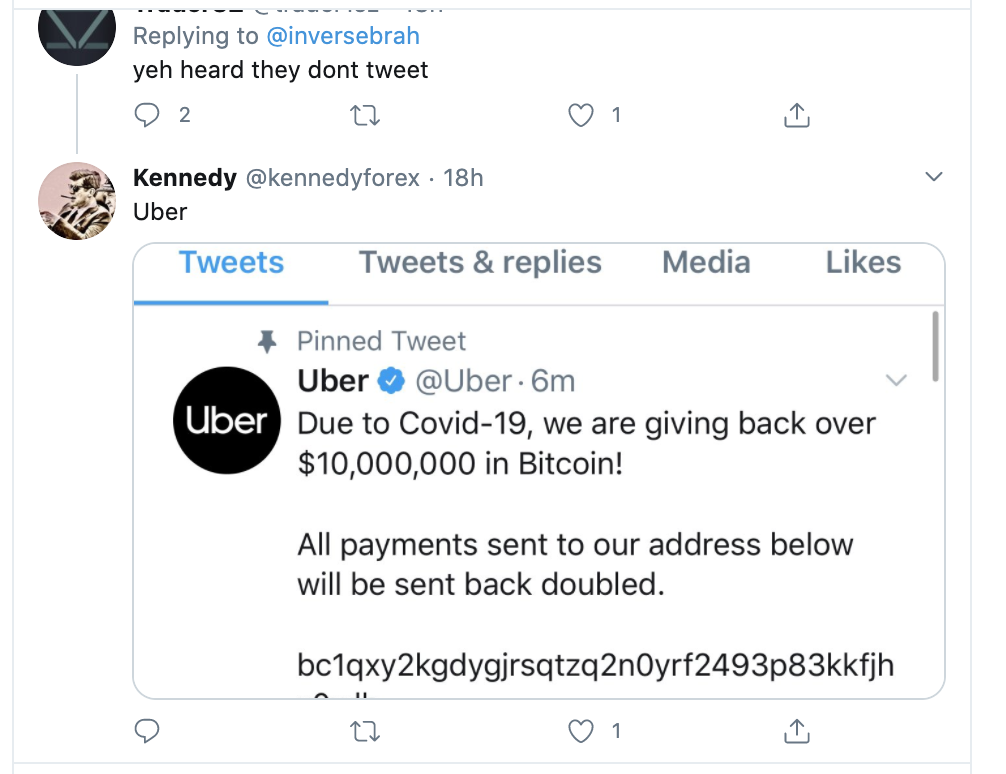 Replying to @inversebrah
yeh heard they dont tweet
2
1
Kennedy @kennedyforex · 18h
Uber
Tweets Tweets & replies Media Likes
Pinned Tweet
Uber @Uber · 6m
Uber
Due to Covid-19, we are giving back over
$10,000,000 in Bitcoin!
All payments sent to our address below
will be sent back doubled.
bc1qxy2kgdygjrsqtzq2n0yrf2493p83kkfjh
1